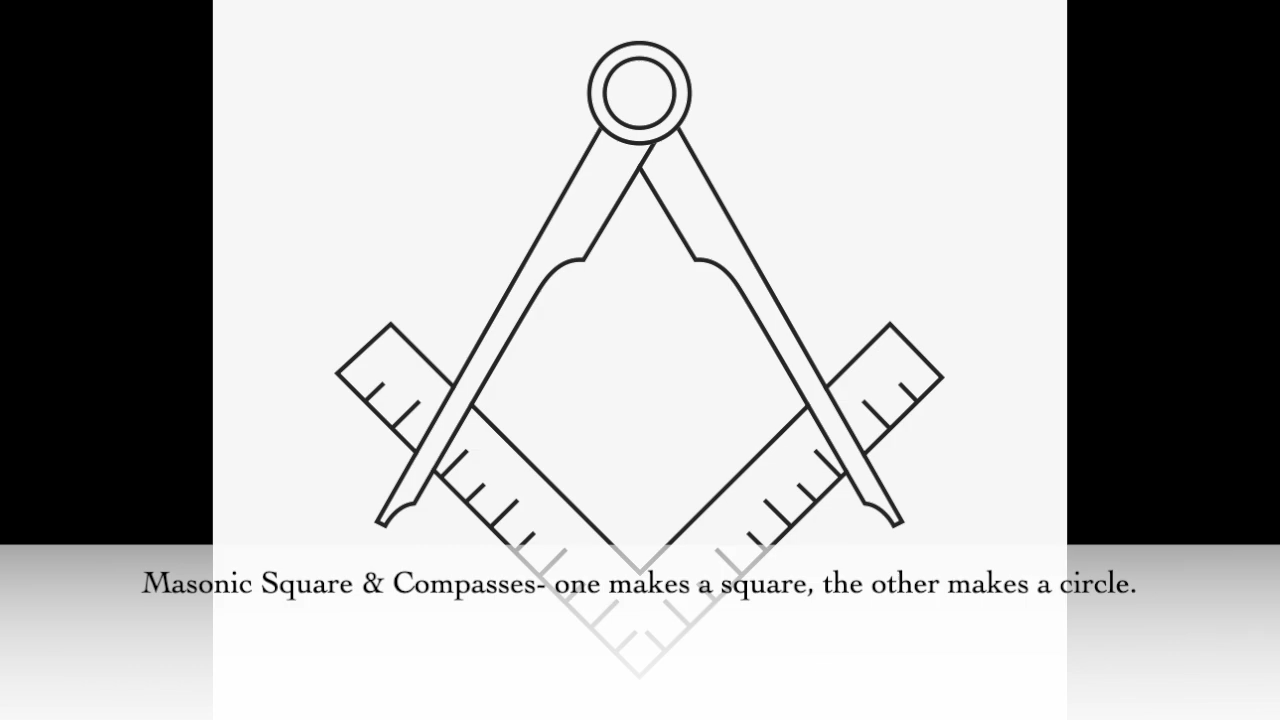 Masonic Square & Compasses- one makes a square, the other makes a circle.